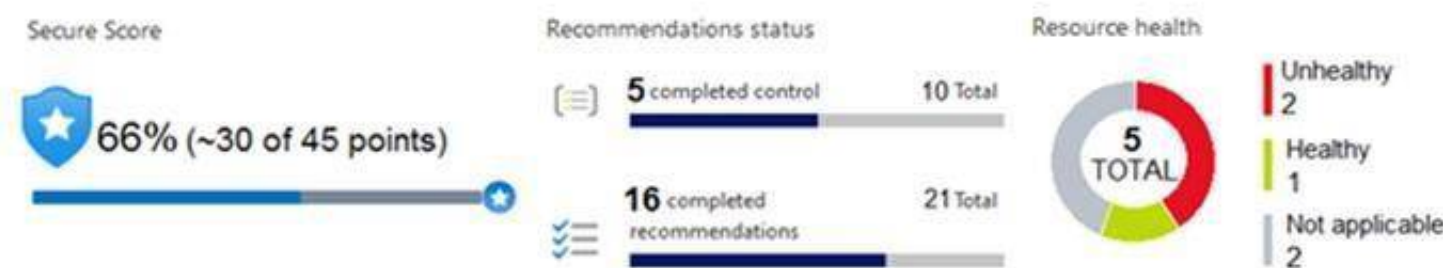 Secure Score
66% (~30 of 45 points)
Recommendations status
5 completed control 10 Total
16 completed 21 Total
recommendations
Resource health
5
TOTAL
Unhealthy
2
Healthy
1
Not applicable
2